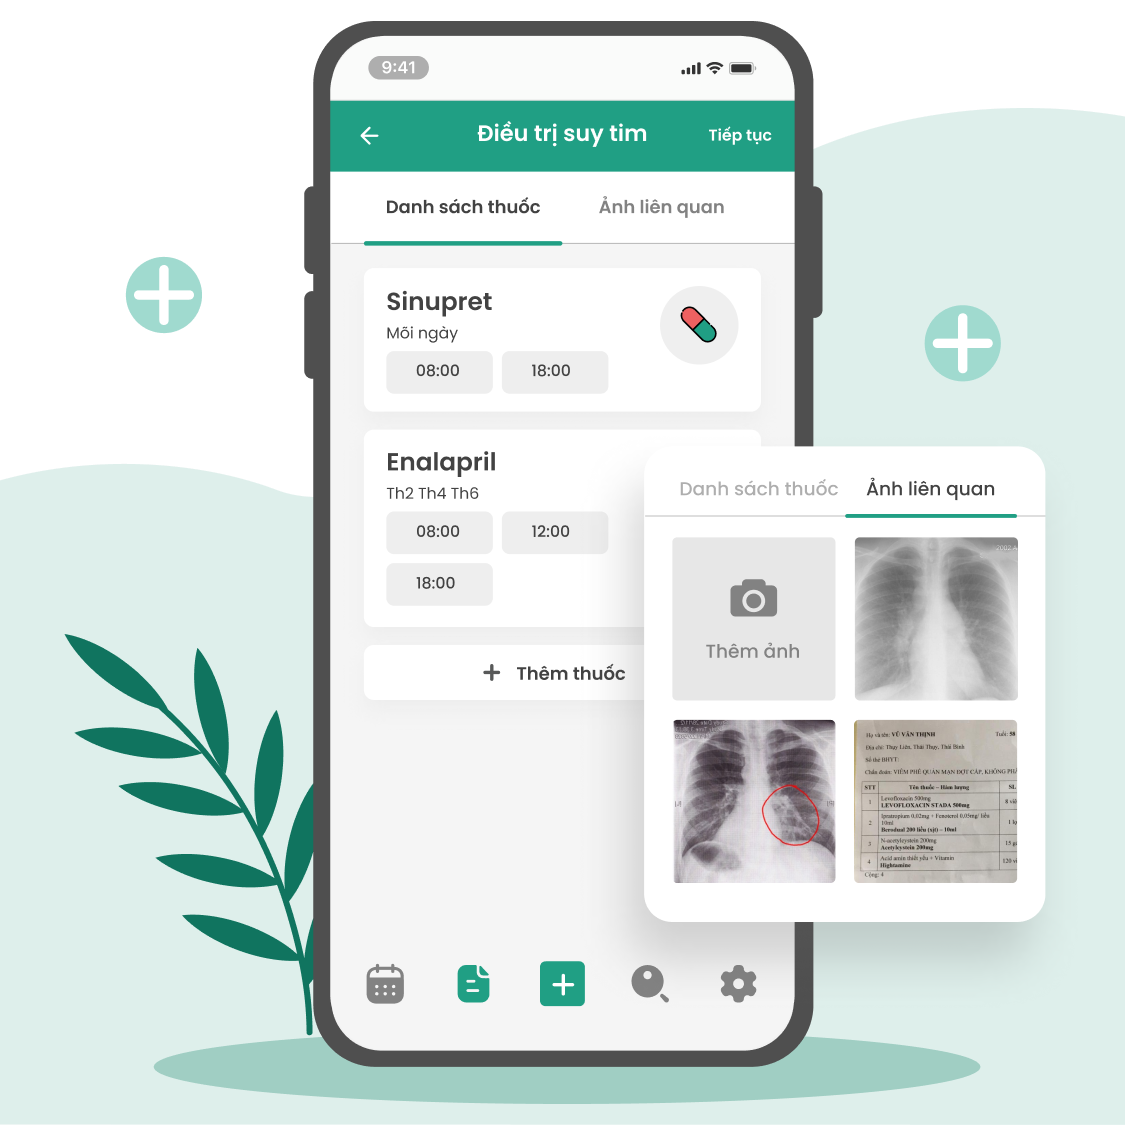 9:41
Điều trị suy tim
Tiếp tục
Danh sách thuốc
Ảnh liên quan
Sinupret
Mỗi ngày
08:00
18:00
Enalapril
Th2 Th4 Th6
08:00
12:00
18:00
Thêm thuốc
Danh sách thuốc
Ảnh liên quan
Thêm ảnh
2002 A
Họ và tên: VŨ VĂN THỊNH Tuổi: 58
Địa chỉ: Thụy Liên, Thái Thụy, Thái Bình
Số thẻ BHYT:
Chẩn đoán: VIÊM PHẾ QUẢN MẠN ĐỢT CẤP, KHÔNG
STT Tên thuốc – Hàm lượng SL
1 Levofloxacin 500mg
LEVOFLOXACIN STADA 500mg 8
2 Ipratropium 0,02mg + Fenoterol 0,05mg/ liều
10ml
Berodual 200 liều (xịt) – 10ml 1
3 N-acetylcystein 200mg
Acetylcystein 200mg 15
4 Acid amin thiết yếu + Vitamin
Hightamine 120
Cộng: 4